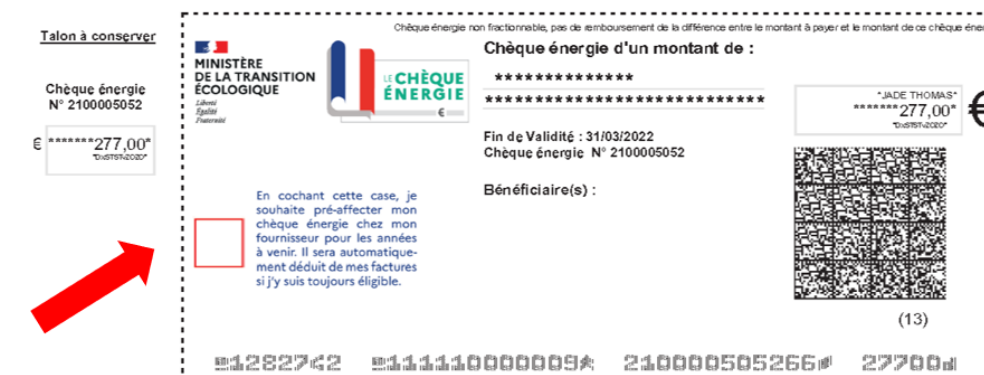 Talon à conserver
Chèque énergie
N° 2100005052
€ *******277,00*
Chèque énergie non fractionnable, pas de remboursement de la différence entre le montant à payer et le montant de ce chèque éner
MINISTÈRE
DE LA TRANSITION
ÉCOLOGIQUE
Liberté
Égalité
Fraternité
LE CHÈQUE
ÉNERGIE
€
Chèque énergie d'un montant de :
**************
****************************
Fin de Validité : 31/03/2022
Chèque énergie N° 2100005052
Bénéficiaire(s) :
*JADE THOMAS*
*******277,00* €
En cochant cette case, je
souhaite pré-affecter mon
chèque énergie chez mon
fournisseur pour les années
à venir. Il sera automatique-
ment déduit de mes factures
si j'y suis toujours éligible.
(13)
111110000009 210000505266 27700